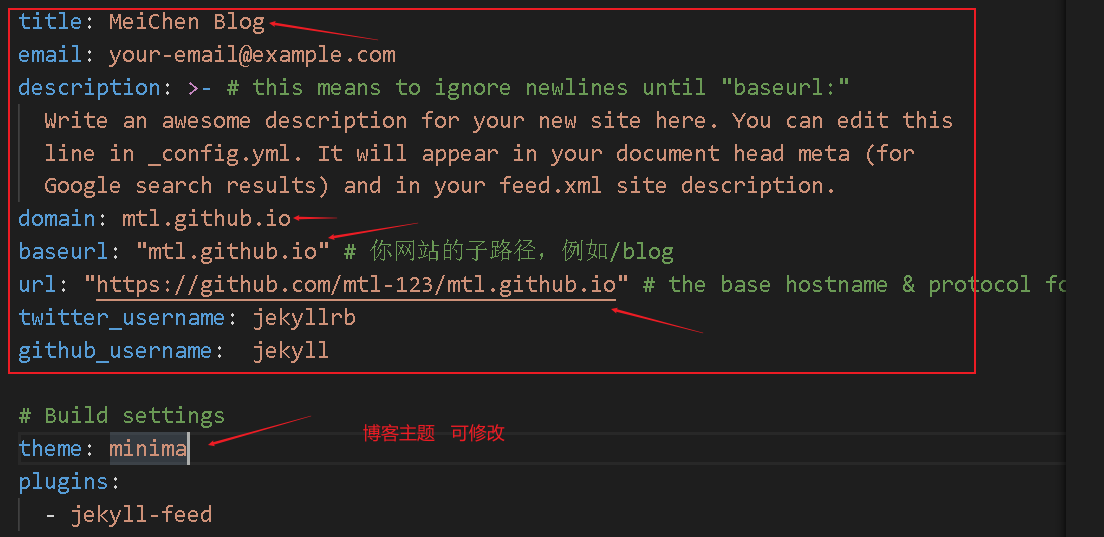 title: MeiChen Blog
email: your-email@example.com
description: >- # this means to ignore newlines until "baseurl:"
Write an awesome description for your new site here. You can edit this
line in _config.yml. It will appear in your document head meta (for
Google search results) and in your feed.xml site description.
domain: mtl.github.io
baseurl: "mtl.github.io" # 你网站的子路径，例如/blog
url: "https://github.com/mtl-123/mtl.github.io" # the base hostname & protocol fo
twitter_username: jekyllrb
github_username:  jekyll
# Build settings
theme: minima 博客主题 可修改
plugins:
- jekyll-feed